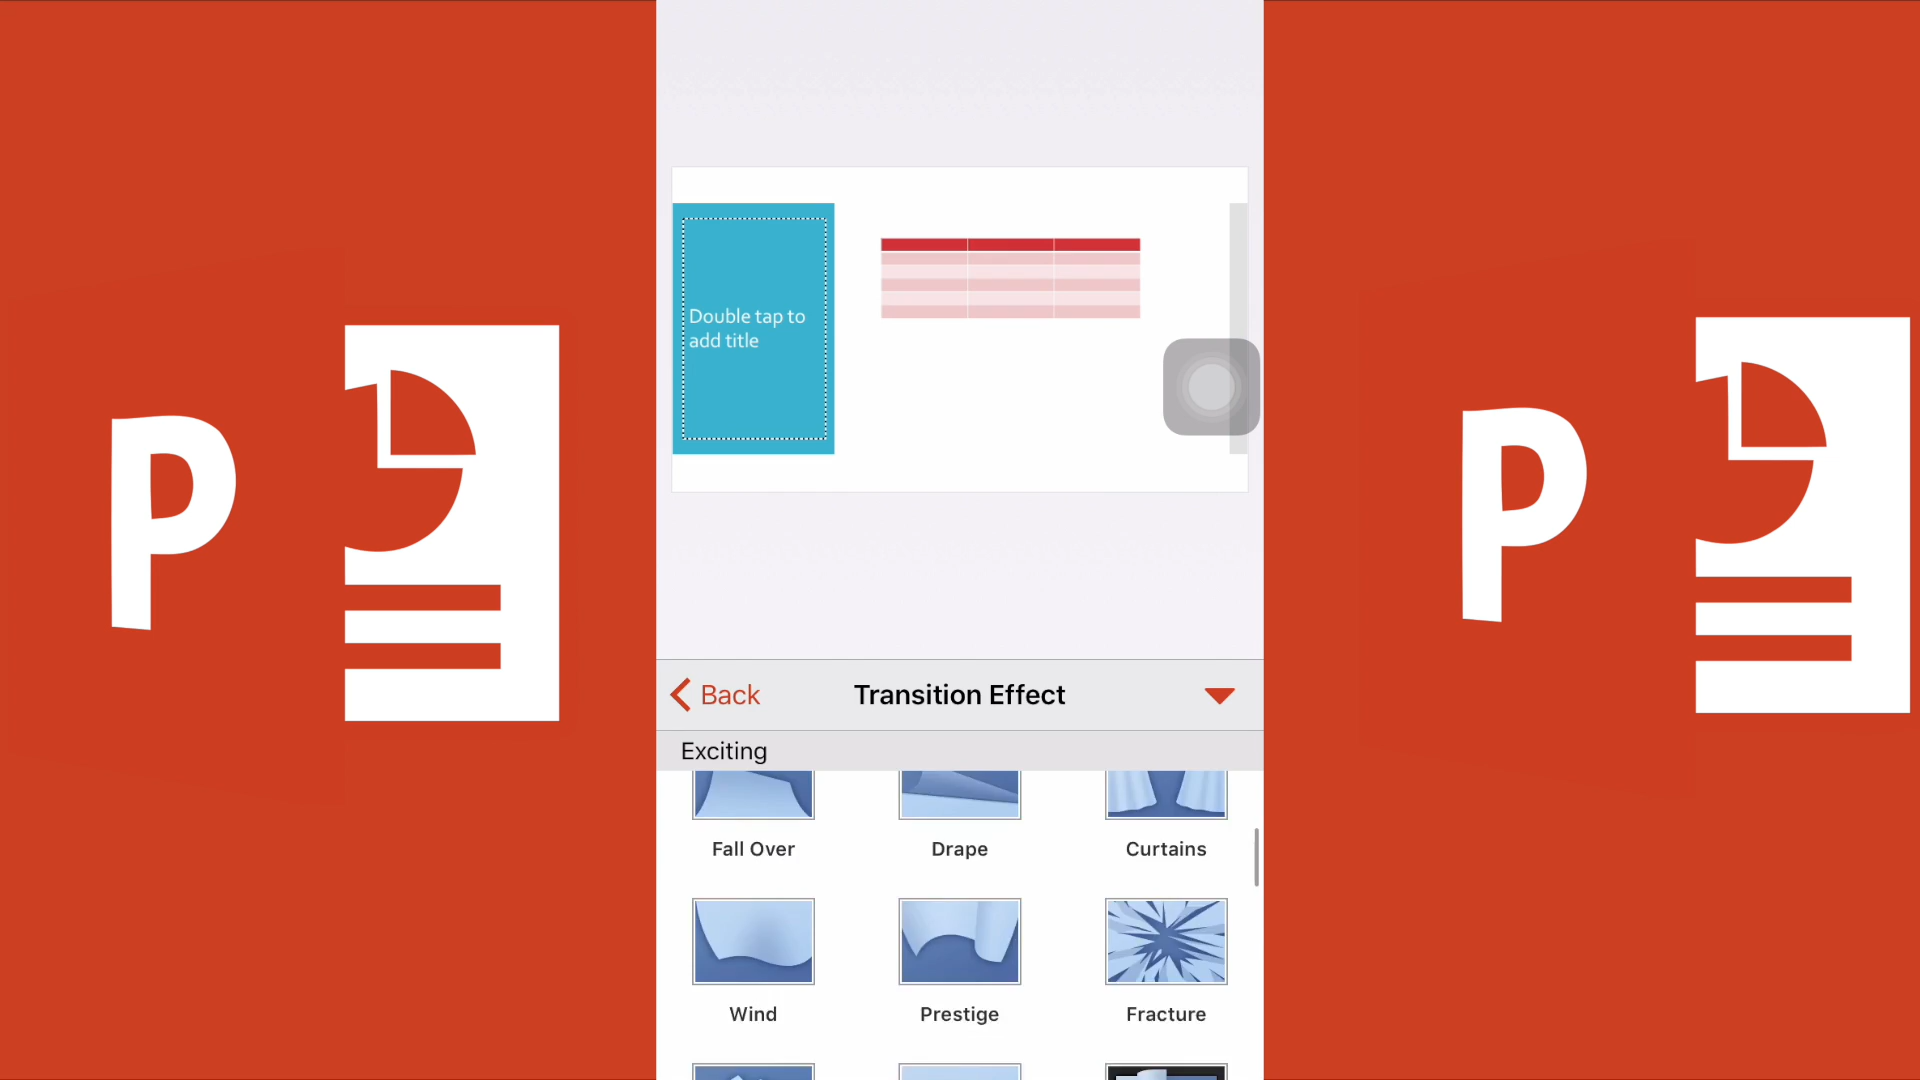 Double tap to
add title
P
P
Back
Transition Effect
Exciting
Fall Over
Drape
Curtains
Wind
Prestige
Fracture